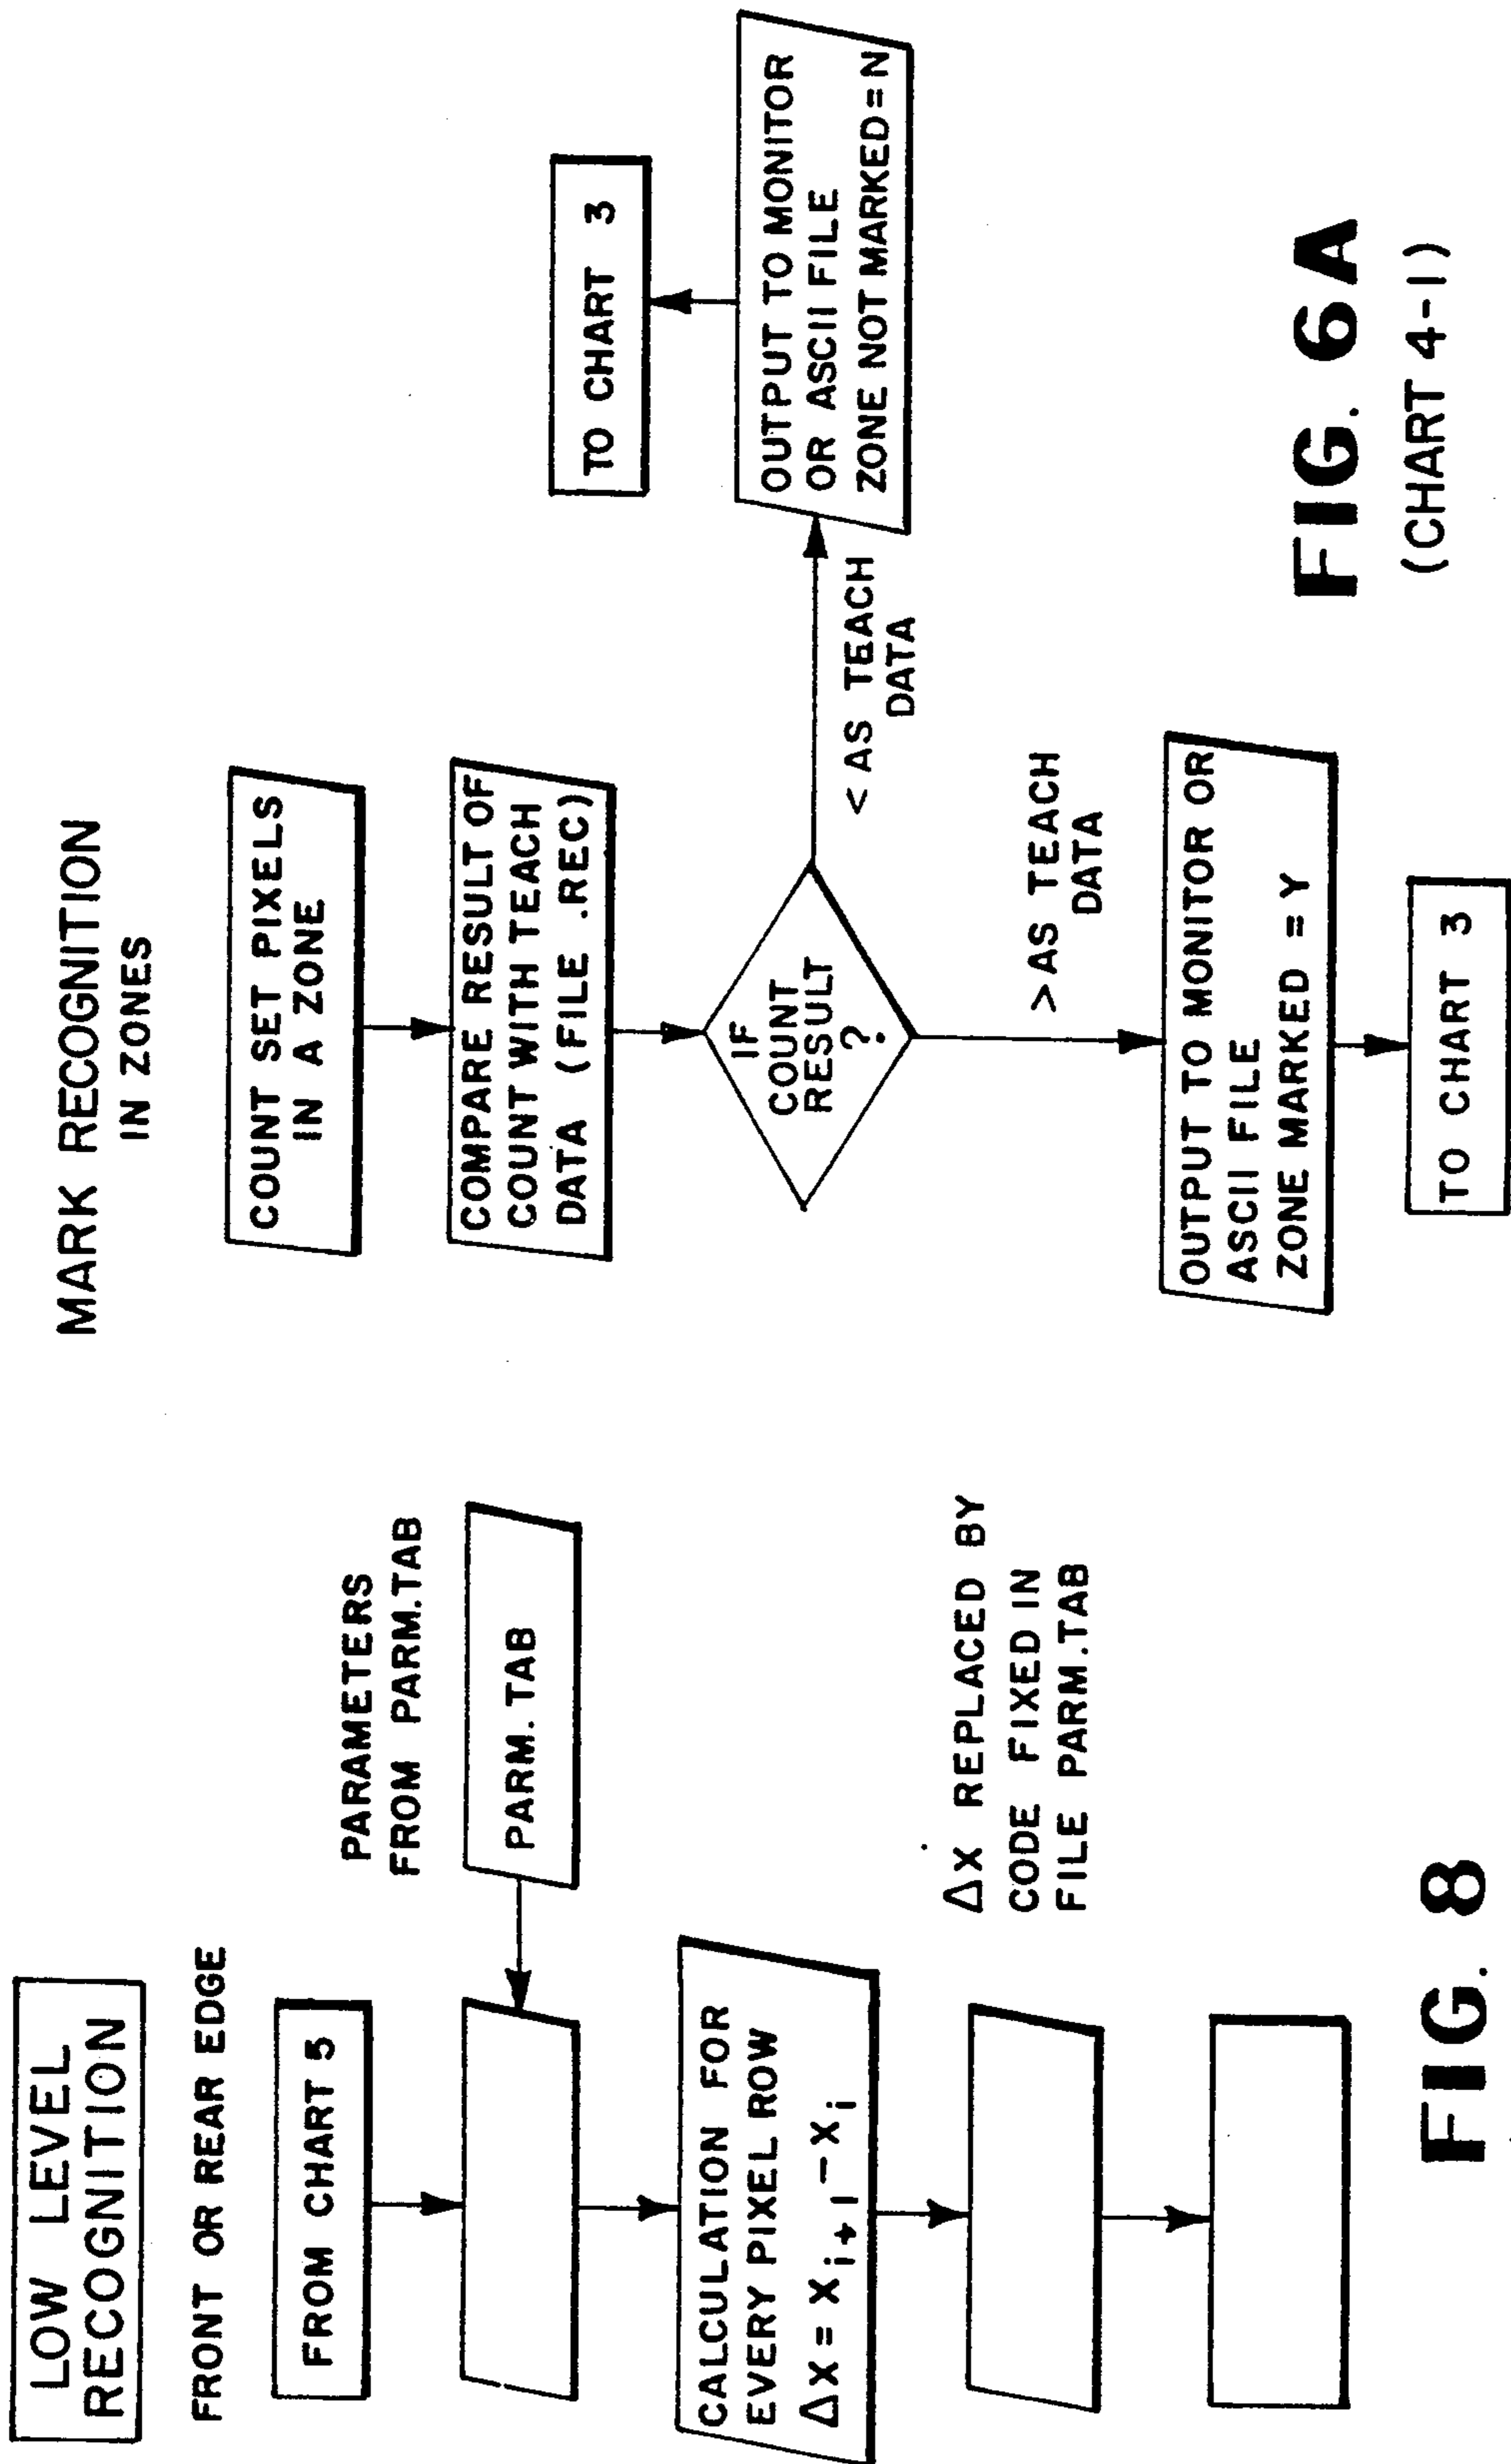 LOW LEVEL
RECOGNITION
FRONT OR REAR EDGE
FROM CHART 5
PARAMETERS
FROM PARM.TAB
PARM. TAB
CALCULATION FOR
EVERY PIXEL ROW
ΔX = X i+1 - X i
ΔX REPLACED BY
CODE FIXED IN
FILE PARM.TAB
FIG. 8
MARK RECOGNITION
IN ZONES
COUNT SET PIXELS
IN A ZONE
COMPARE RESULT OF
COUNT WITH TEACH
DATA (FILE .REC)
IF
COUNT
RESULT
?
< AS TEACH
DATA
OUTPUT TO MONITOR
OR ASCII FILE
ZONE NOT MARKED = N
TO CHART 3
> AS TEACH
DATA
OUTPUT TO MONITOR OR
ASCII FILE
ZONE MARKED = Y
TO CHART 3
FIG. 6A
(CHART 4-1)